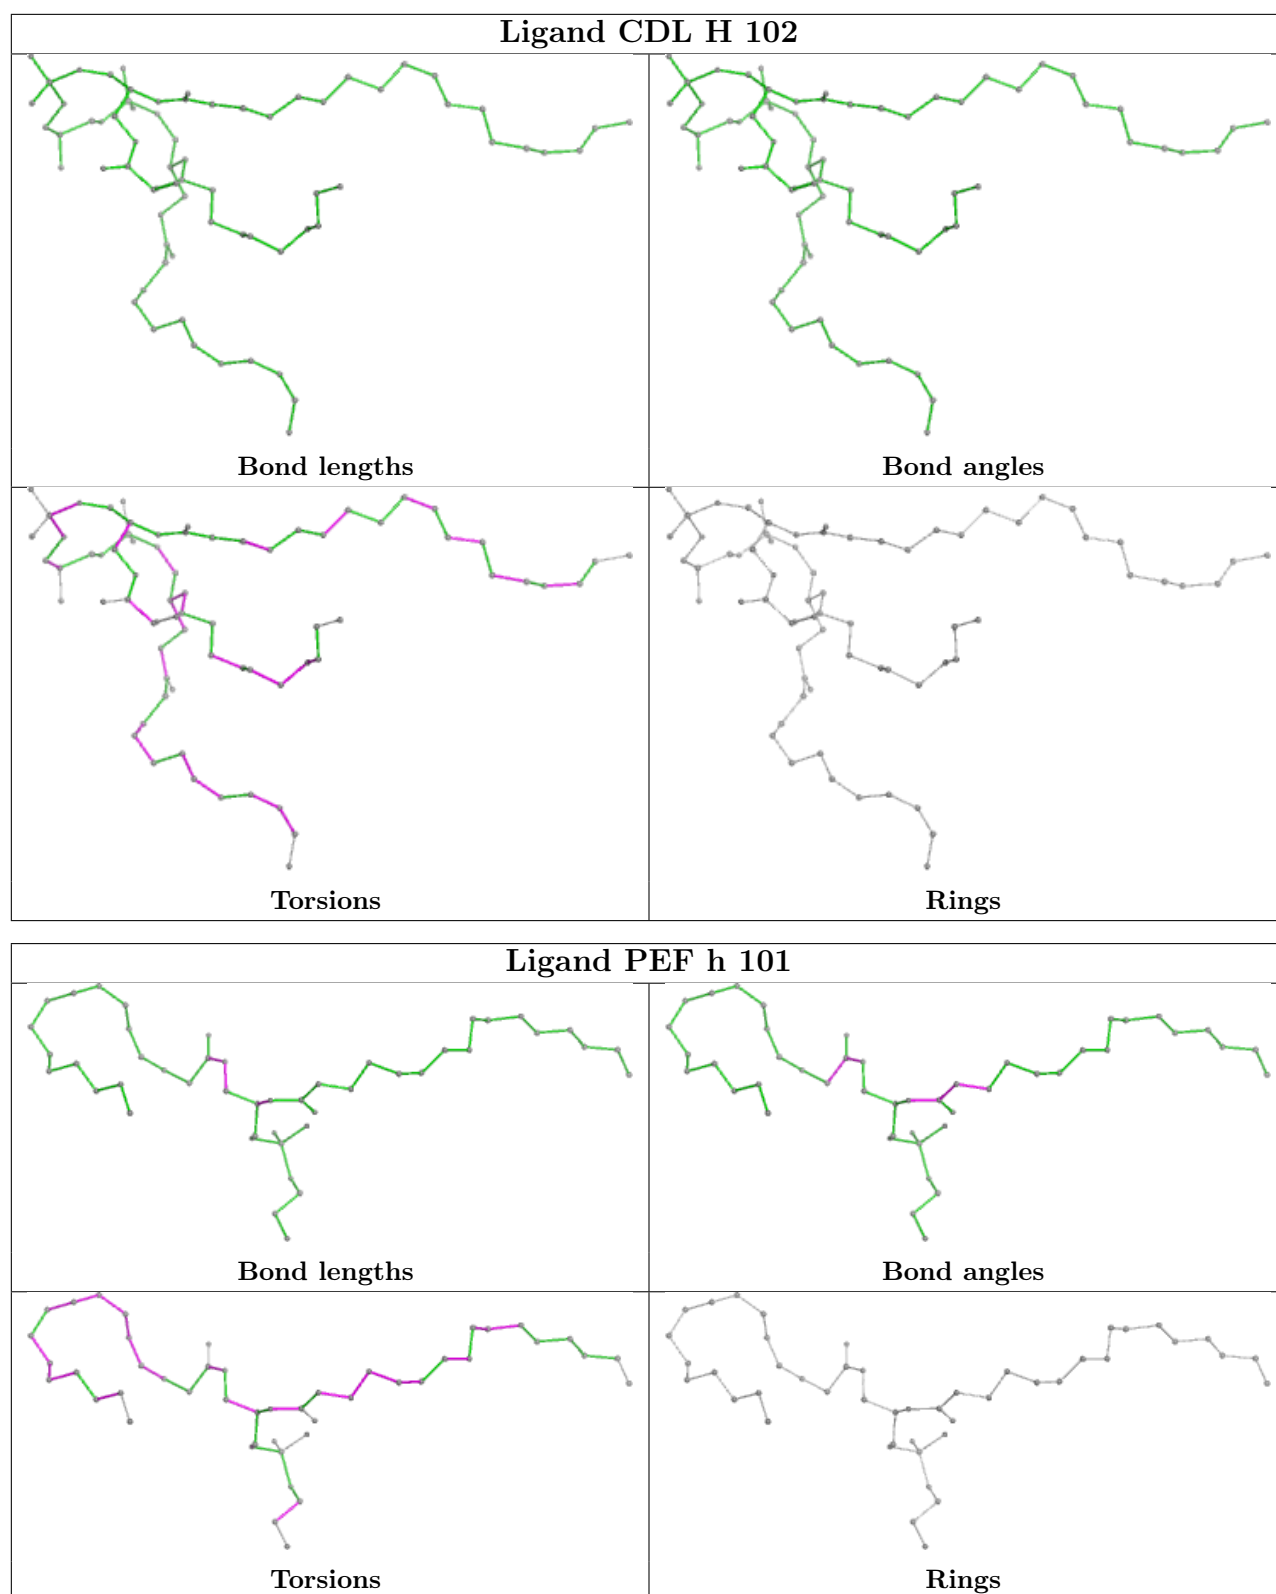 Ligand CDL H 102
Bond lengths
Bond angles
Torsions
Rings
Ligand PEF h 101
Bond lengths
Bond angles
Torsions
Rings